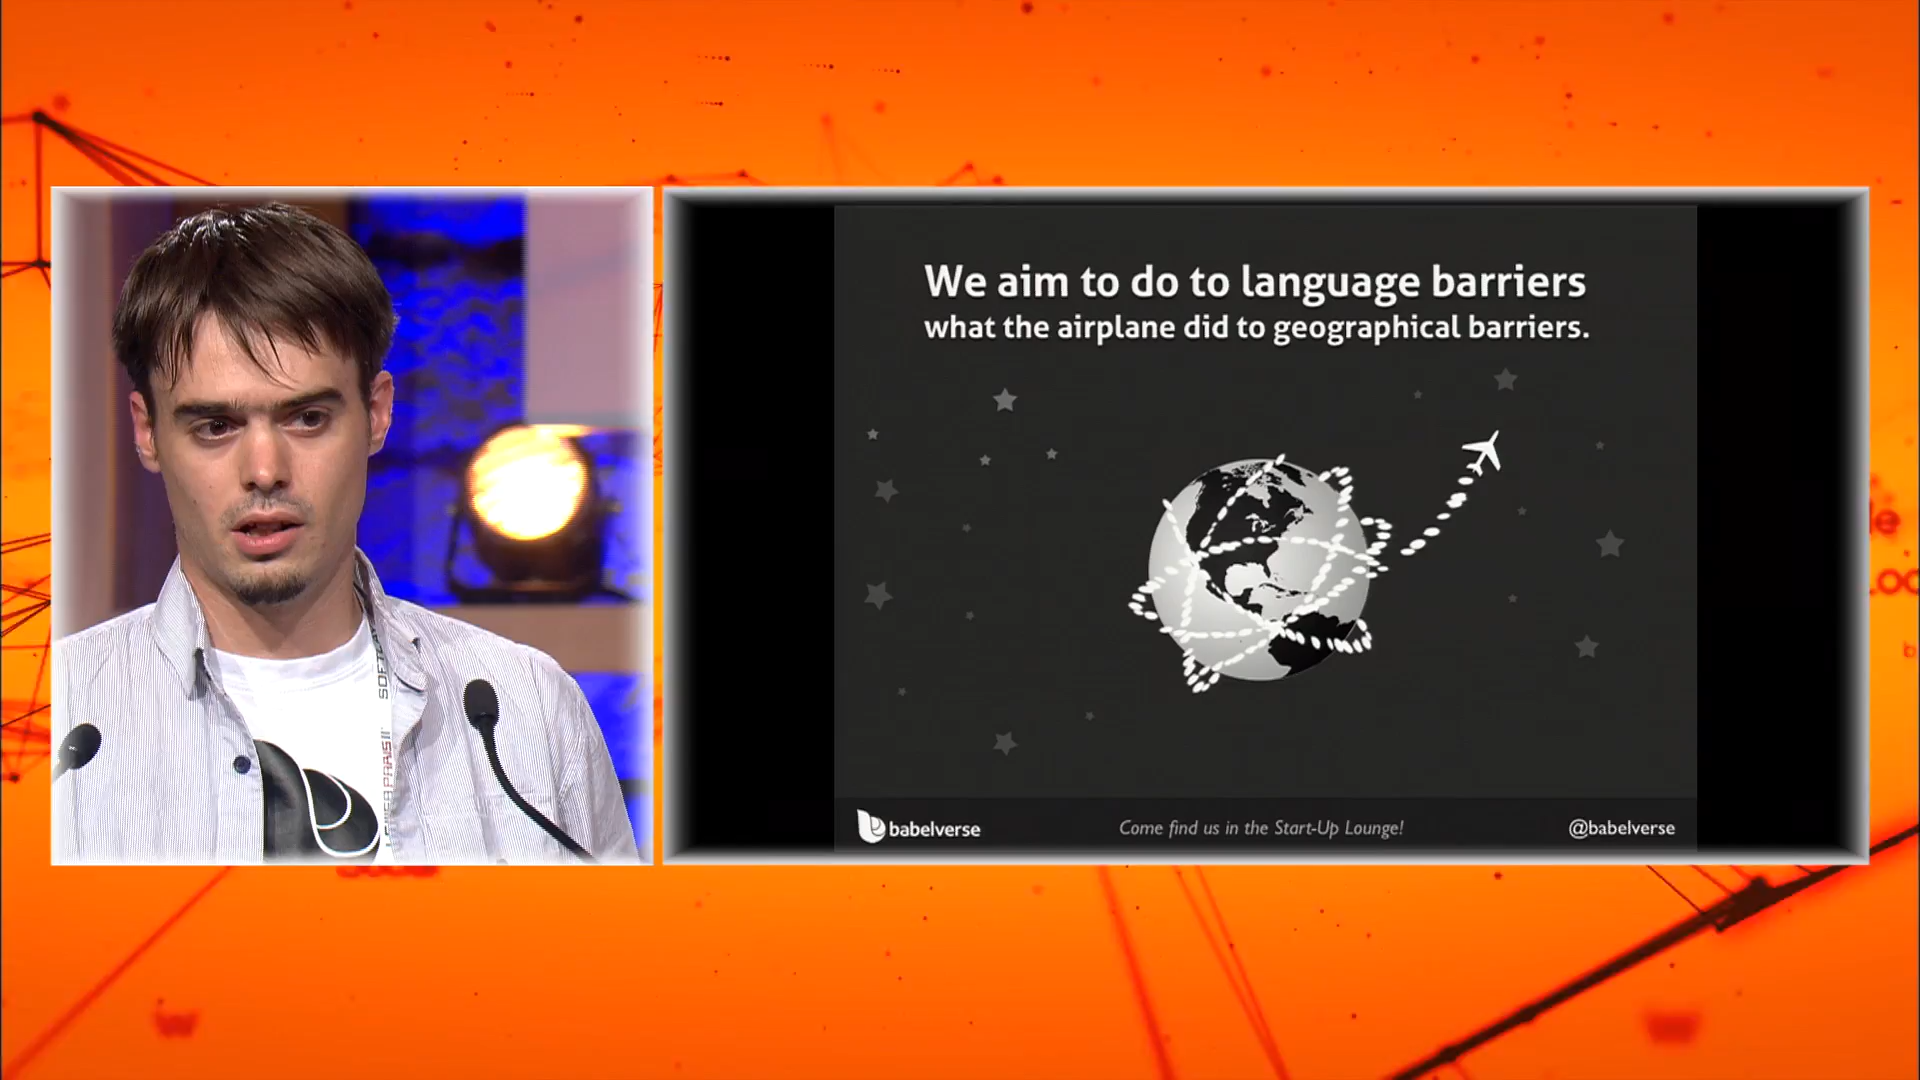 We aim to do to language barriers
what the airplane did to geographical barriers.
babelverse
Come find us in the Start-Up Lounge!
@babelverse